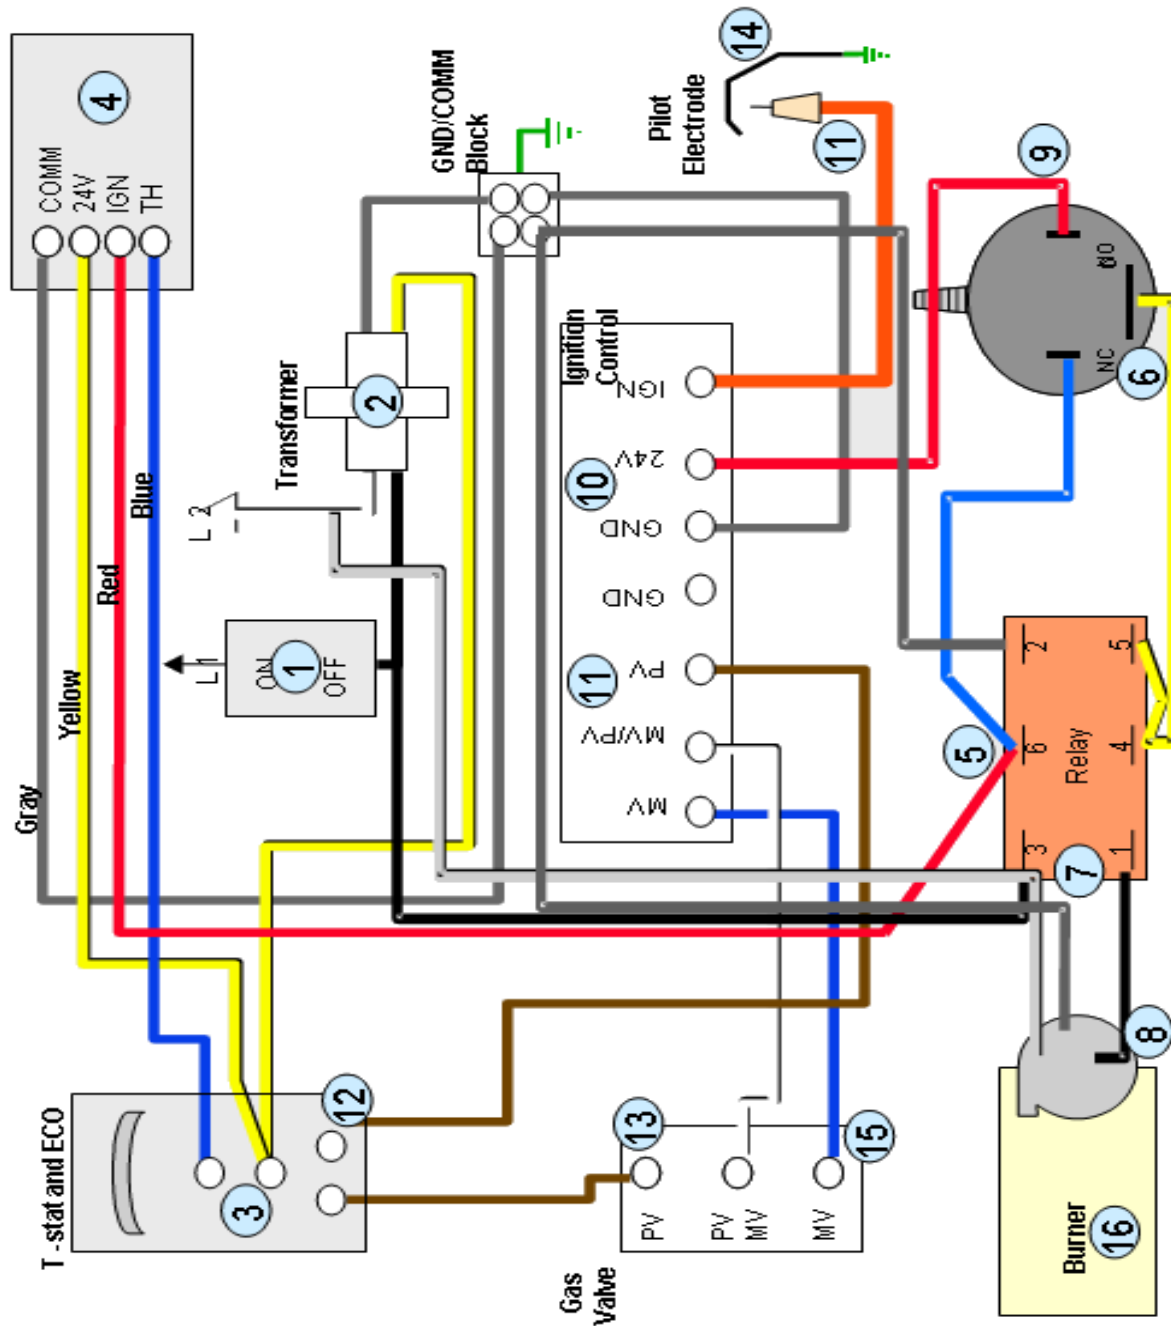 4
COMM
24V
IGN
TH
Gray
Yellow
Red
Blue
L 2
L 1
ON
OFF
1
Transformer
2
GND/COMM
Block
Pilot
Electrode
14
11
9
NO
NC
6
Ignition
Control
IGN
24V
10
GND
GND
11
PV
MV/PV
MV
2
5
6
4
Relay
5
3
1
7
T -stat and ECO
3
12
Gas
Valve
13
PV
PV
MV
MV
15
8
Burner
16